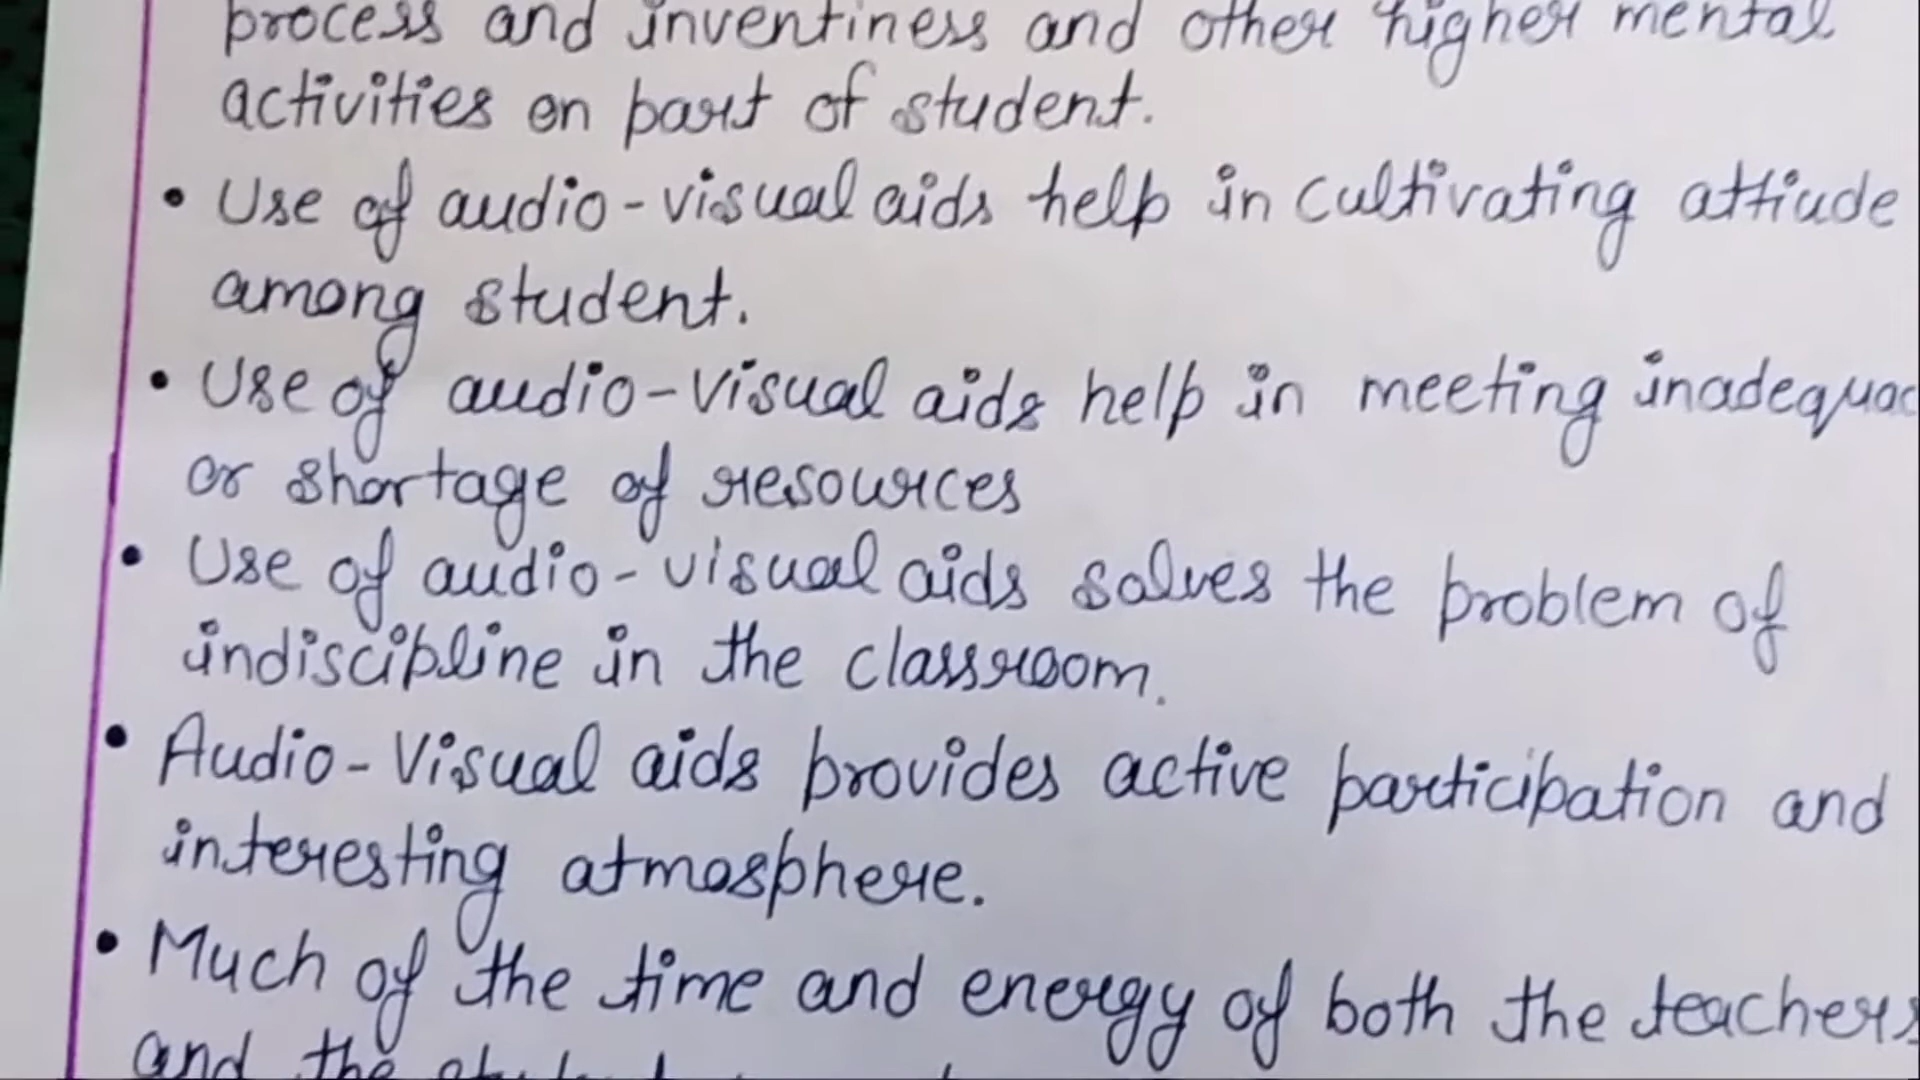 process and inventiness and other higher mental
activities on part of student.
• Use of audio-visual aids help in cultivating attiude
among student.
• Use of audio-visual aids help in meeting
or shortage of resources
• Use of audio-visual aids solves the problem of
indiscipline in the classroom.
• Audio-Visual aids provides active participation and
interesting atmosphere.
• Much of the time and energy of both the teachers
and the